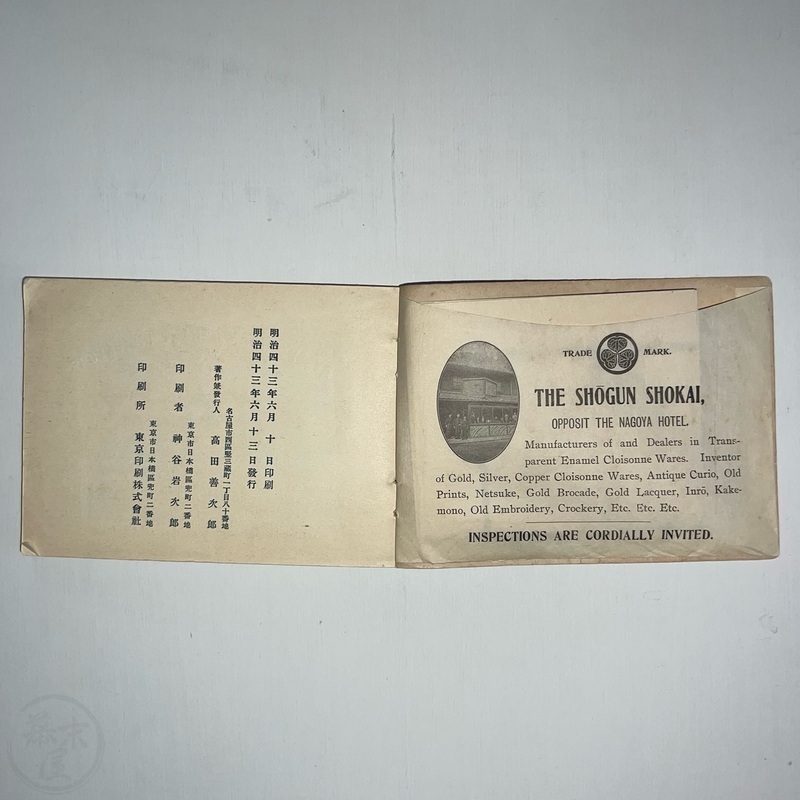 明治四十三年六月 十 日印刷
明治四十三年六月十三日發行
名古屋市西區堅三藏町一丁目八十番地
著作兼發行人 高田善次郎
東京市日本橋區兜町二番地
印刷者 神谷岩次郎
東京市日本橋區兜町二番地
印刷所 東京印刷株式會社
TRADE MARK.
THE SHŌGUN SHOKAI,
OPPOSIT THE NAGOYA HOTEL.
Manufacturers of and Dealers in Trans-
parent Enamel Cloisonne Wares. Inventor
of Gold, Silver, Copper Cloisonne Wares, Antique Curio, Old
Prints, Netsuke, Gold Brocade, Gold Lacquer, Inrō, Kake-
mono, Old Embroidery, Crockery, Etc. Etc. Etc.
INSPECTIONS ARE CORDIALLY INVITED.
幕末屋